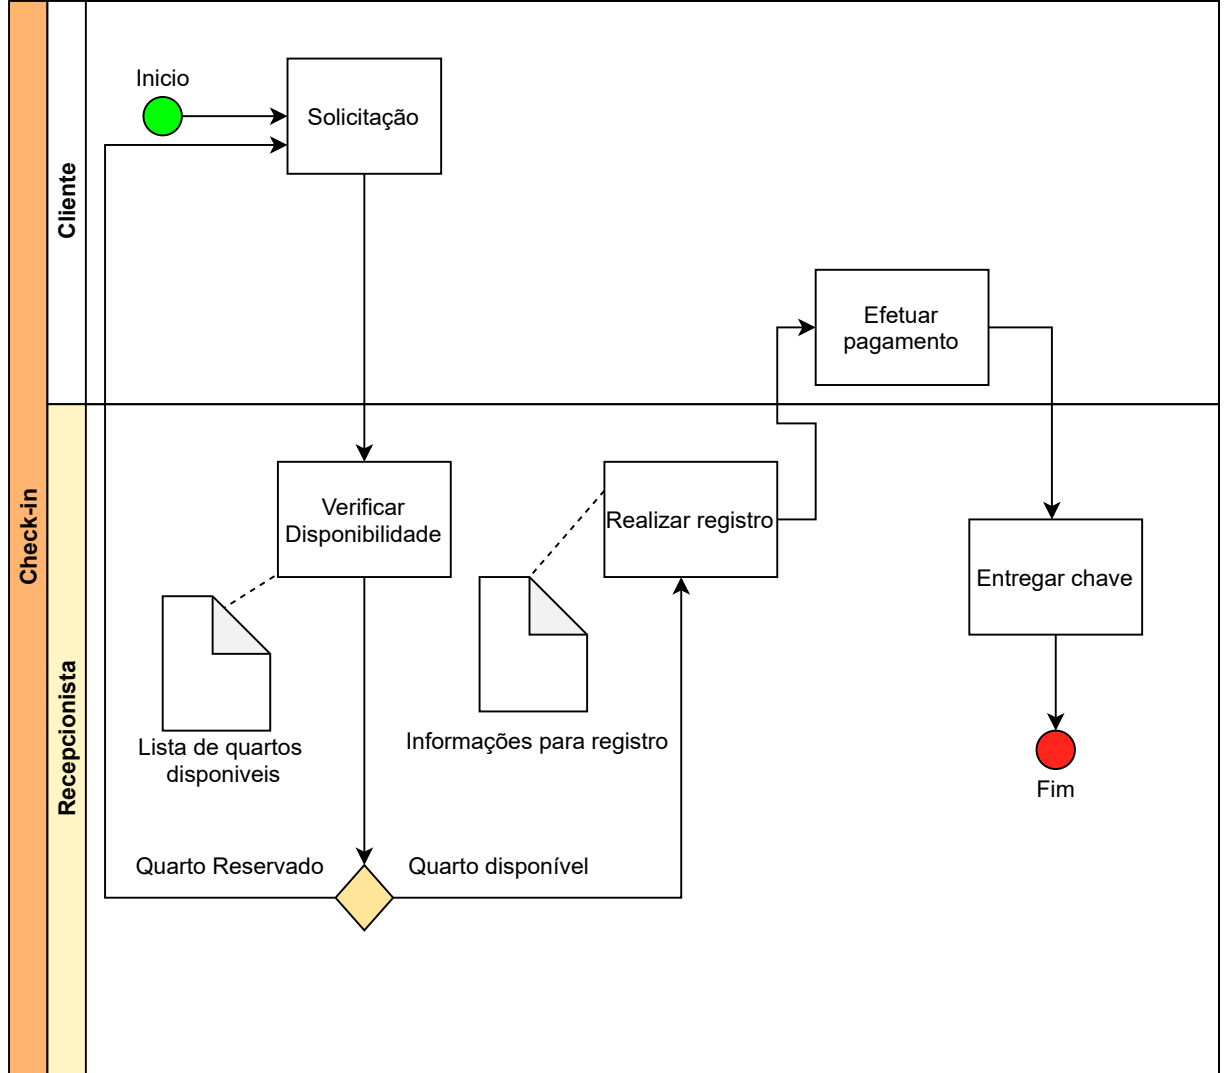 Check-in
Cliente
Inicio
Solicitação
Efetuar
pagamento
Recepcionista
Verificar
Disponibilidade
Realizar registro
Entregar chave
Lista de quartos
disponiveis
Informações para registro
Fim
Quarto Reservado
Quarto disponível